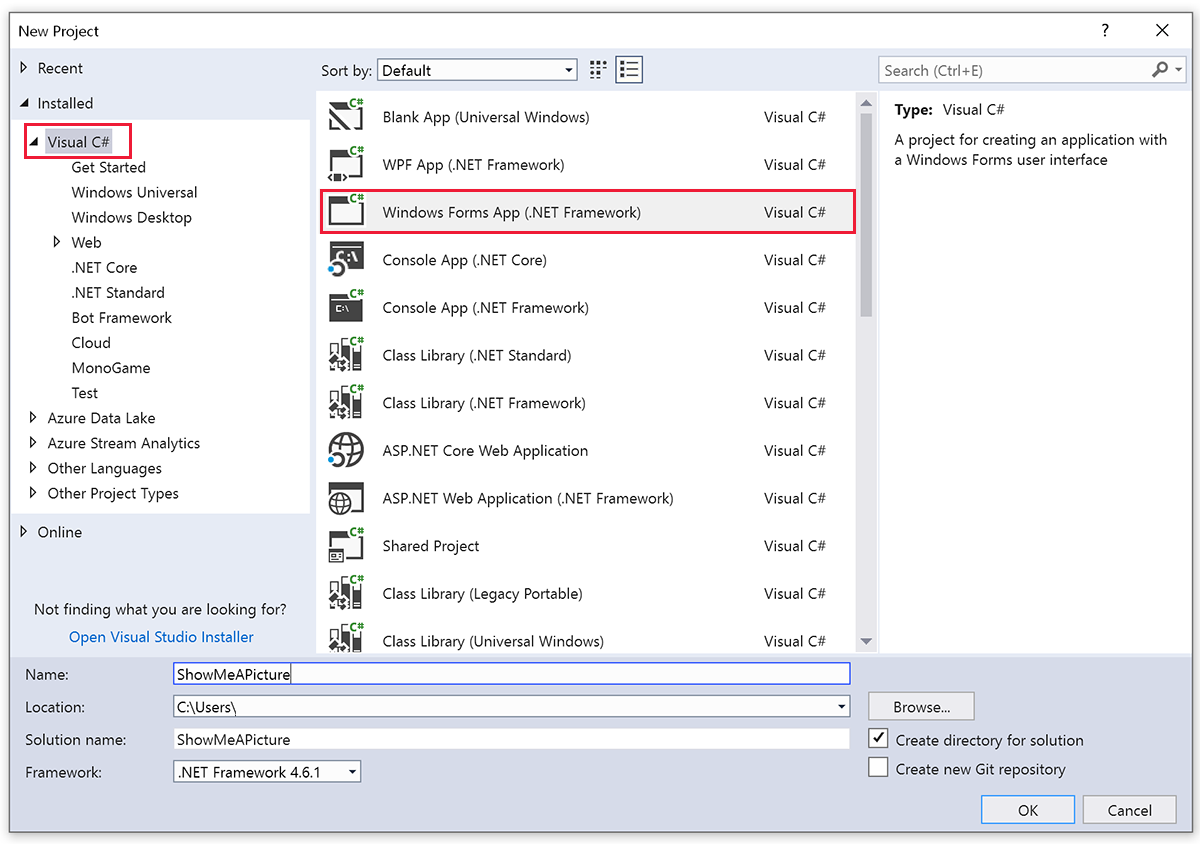 New Project
?
Recent
Installed
Visual C#
Get Started
Windows Universal
Windows Desktop
Web
.NET Core
.NET Standard
Bot Framework
Cloud
MonoGame
Test
Azure Data Lake
Azure Stream Analytics
Other Languages
Other Project Types
Online
Not finding what you are looking for?
Open Visual Studio Installer
Sort by: Default
C# Blank App (Universal Windows) Visual C#
C# WPF App (.NET Framework) Visual C#
C# Windows Forms App (.NET Framework) Visual C#
C:\ Console App (.NET Core) Visual C#
C# C:\ Console App (.NET Framework) Visual C#
C# Class Library (.NET Standard) Visual C#
C# Class Library (.NET Framework) Visual C#
ASP.NET Core Web Application Visual C#
ASP.NET Web Application (.NET Framework) Visual C#
C# Shared Project Visual C#
C# Class Library (Legacy Portable) Visual C#
C# Class Library (Universal Windows) Visual C#
Search (Ctrl+E)
Type: Visual C#
A project for creating an application with
a Windows Forms user interface
Name: ShowMeAPicture
Location: C:\Users\ Browse...
Solution name: ShowMeAPicture Create directory for solution
Framework: .NET Framework 4.6.1 Create new Git repository
OK Cancel